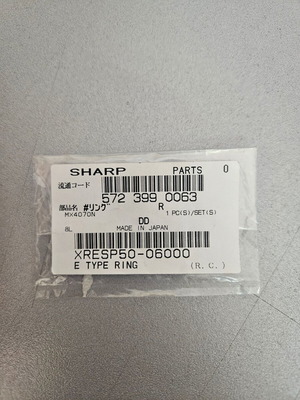 SHARP PARTS 0
流通コード
572 399 0063
部品名 #リング R
MX4070N 1 PC(S)/SET(S)
DD
8L MADE IN JAPAN
XRESP50-06000
E TYPE RING (R.C.)